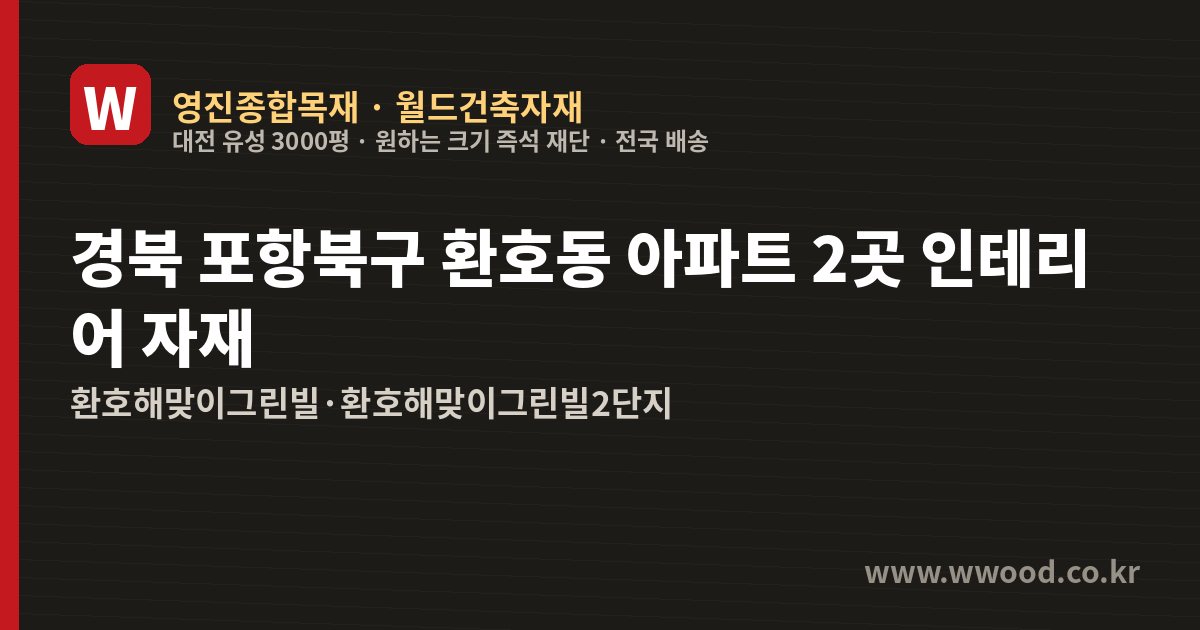 W
영진종합목재 · 월드건축자재
대전 유성 3000평 · 원하는 크기 즉석 재단 · 전국 배송
경북 포항북구 환호동 아파트 2곳 인테리
어 자재
환호해맞이그린빌·환호해맞이그린빌2단지
www.wwood.co.kr